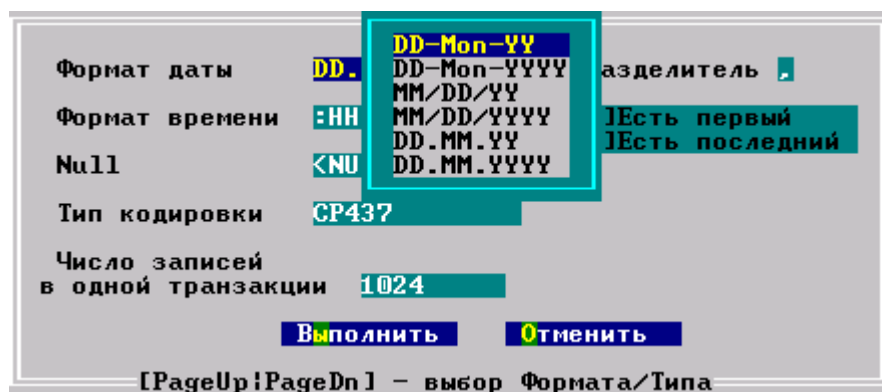 DD-Mon-YY
Формат даты DD. DD-Mon-YYYY азделитель ,
MM/DD/YY
Формат времени :HH MM/DD/YYYY ]Есть первый
DD.MM.YY ]Есть последний
Null <NU DD.MM.YYYY
Тип кодировки CP437
Число записей
в одной транзакции 1024
Выполнить Отменить
[PageUp¦PageDn] - выбор Формата/Типа